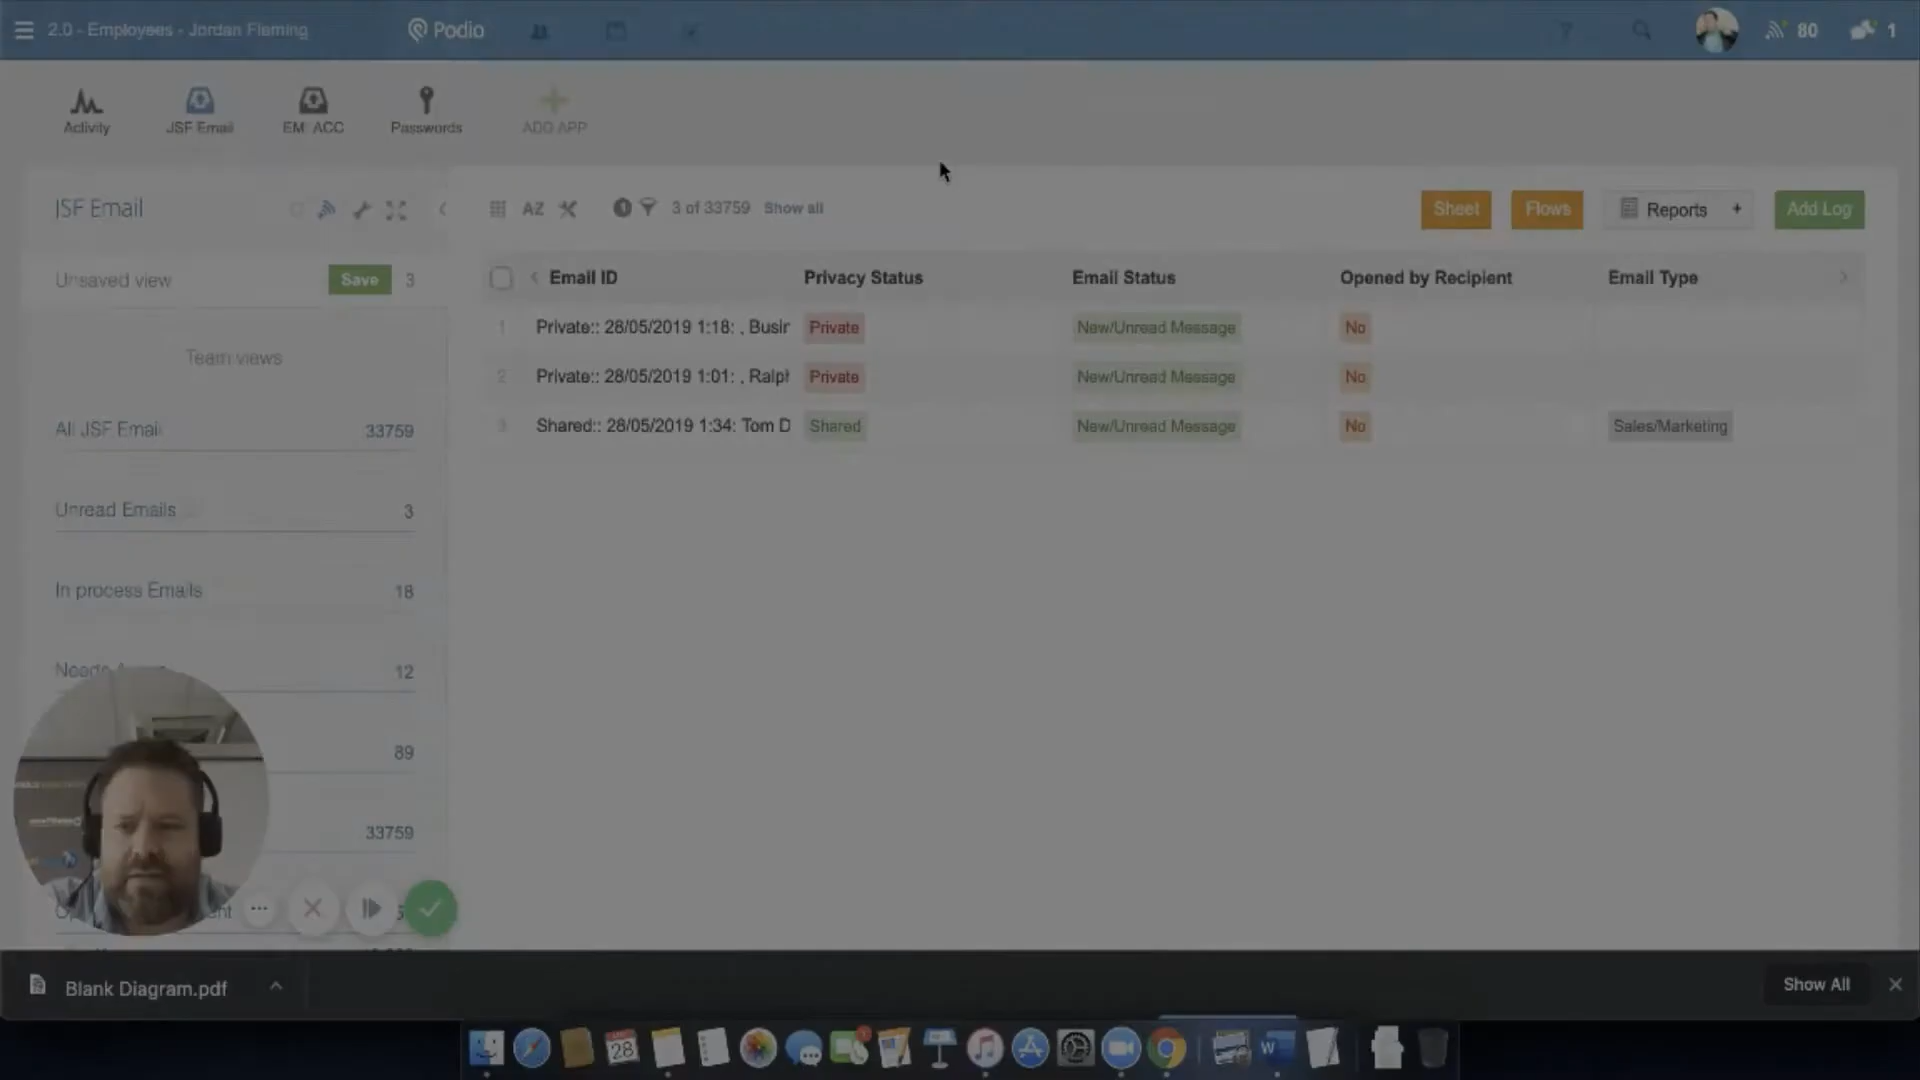 2.0 - Employees - Jordan Fleming
Podio
80
1
Activity
JSF Email
EM: ACC
Passwords
ADD APP
JSF Email
AZ
1
3 of 33759
Show all
Sheet
Flows
Reports +
Add Log
Unsaved view
Save
3
Email ID
Privacy Status
Email Status
Opened by Recipient
Email Type
1
Private:: 28/05/2019 1:18: , Busir
Private
New/Unread Message
No
2
Private:: 28/05/2019 1:01: , Ralph
Private
New/Unread Message
No
3
Shared:: 28/05/2019 1:34: Tom D
Shared
New/Unread Message
No
Sales/Marketing
Team views
All JSF Email
33759
Unread Emails
3
In process Emails
18
Needs
12
89
33759
Blank Diagram.pdf
Show All
28
W